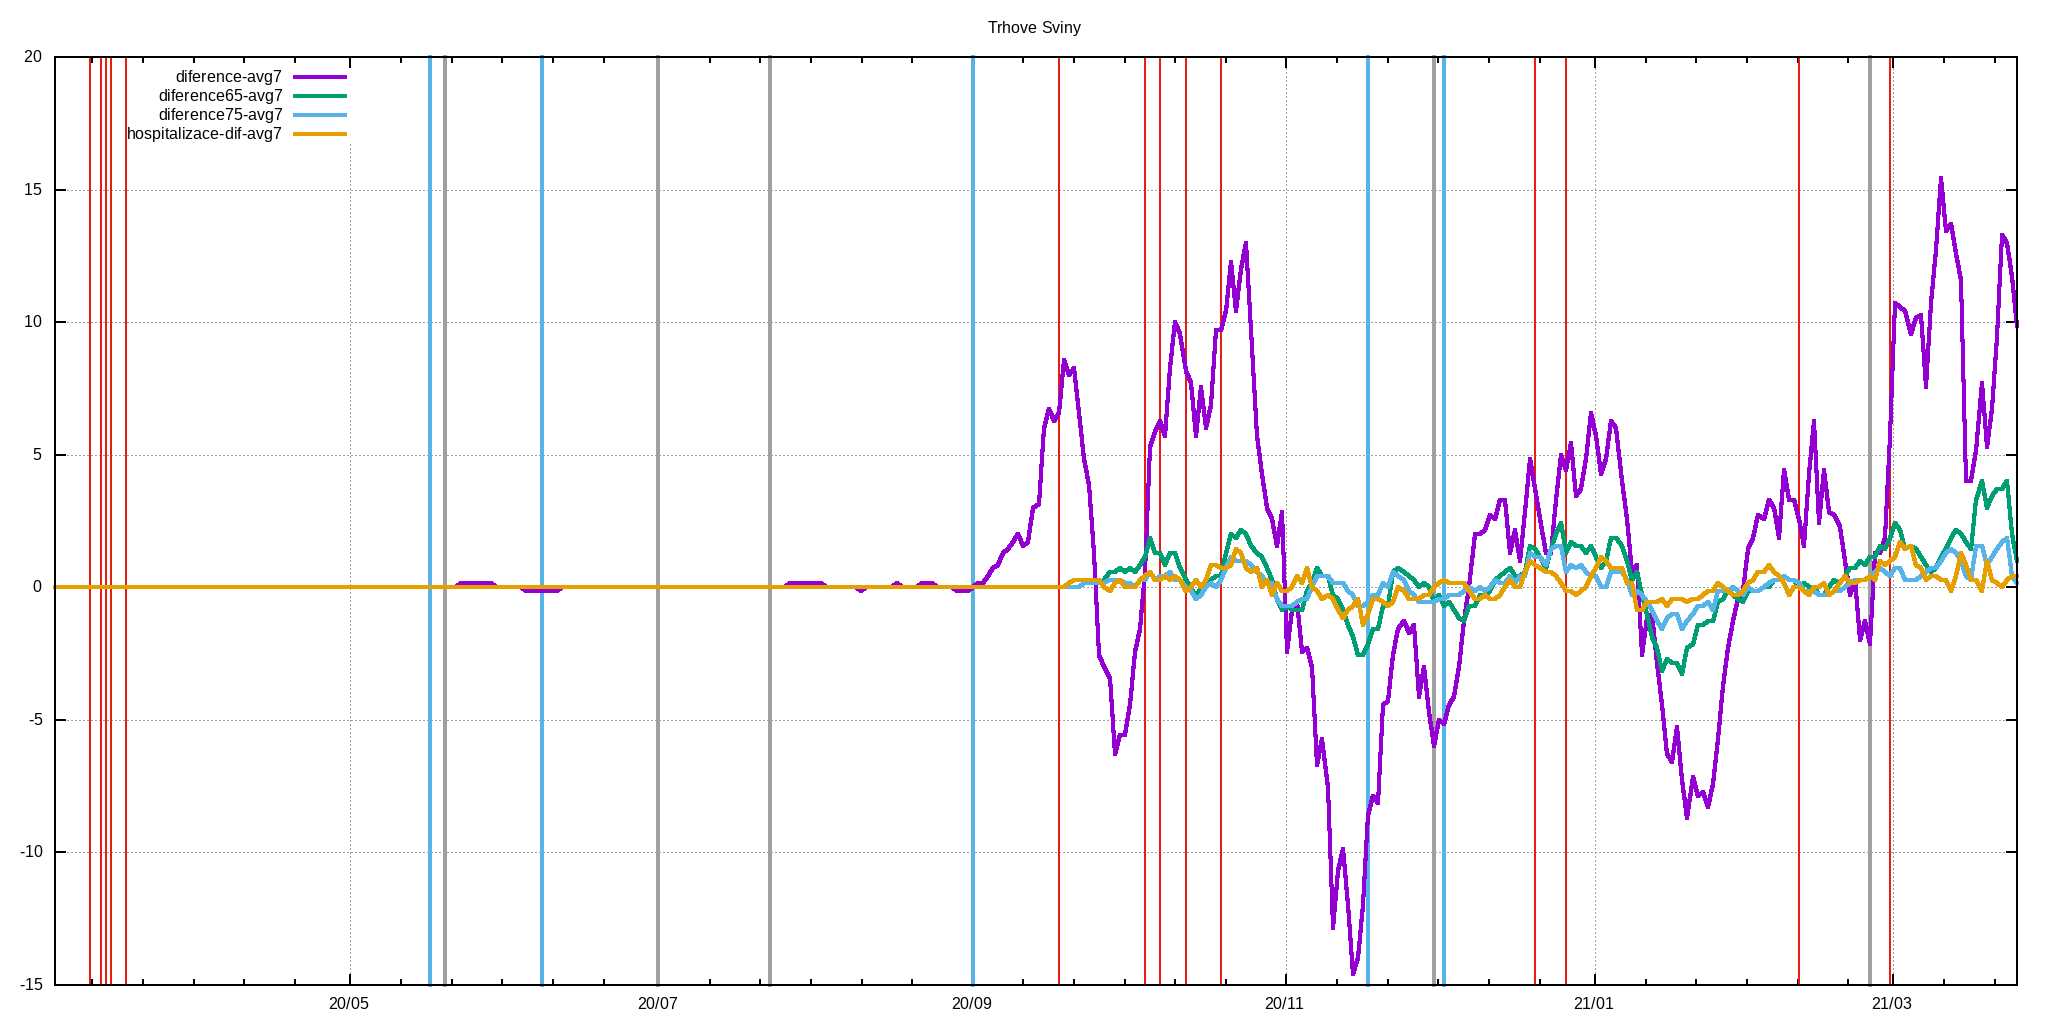 Trhove Sviny
20
15
10
5
0
-5
-10
-15
diference-avg7
diference65-avg7
diference75-avg7
hospitalizace-dif-avg7
20/05
20/07
20/09
20/11
21/01
21/03